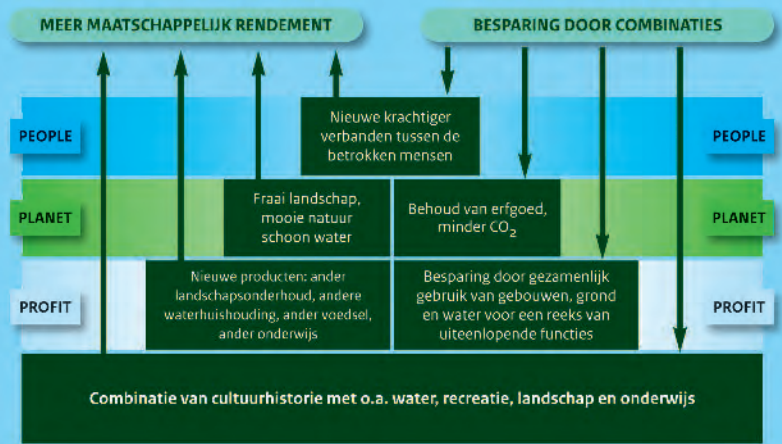 MEER MAATSCHAPPELIJK RENDEMENT
BESPARING DOOR COMBINATIES
PEOPLE
Nieuwe krachtiger
verbanden tussen de
betrokken mensen
PEOPLE
PLANET
Fraai landschap,
mooie natuur
schoon water
Behoud van erfgoed,
minder CO₂
PLANET
PROFIT
Nieuwe producten: ander
landschapsonderhoud, andere
waterhuishouding, ander voedsel,
ander onderwijs
Besparing door gezamenlijk
gebruik van gebouwen, grond
en water voor een reeks van
uiteenlopende functies
PROFIT
Combinatie van cultuurhistorie met o.a. water, recreatie, landschap en onderwijs